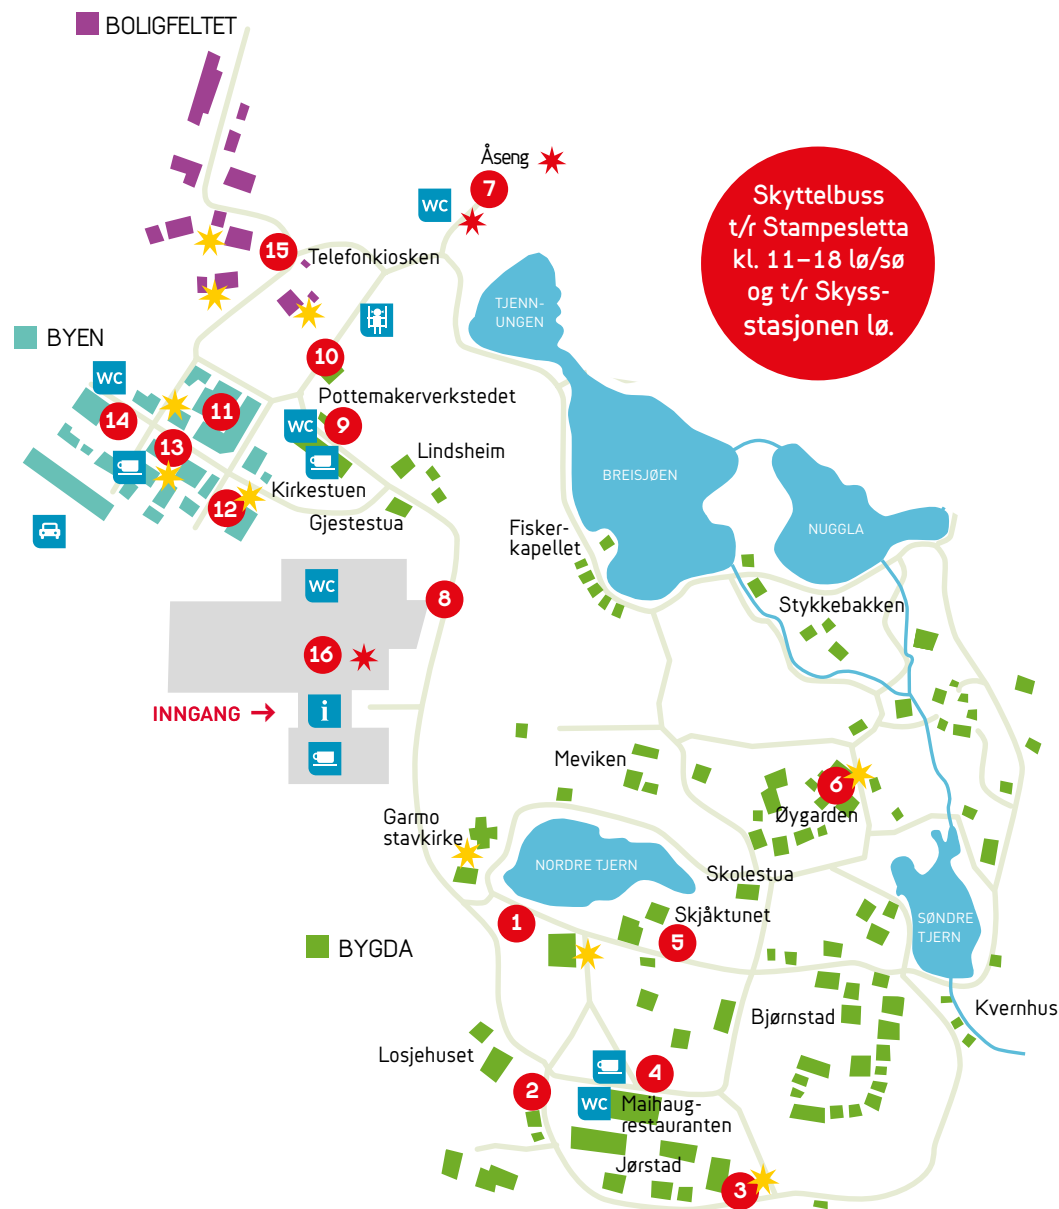 BOLIGFELTET
Åseng
7
WC
Skyttelbuss
t/r Stampesletta
kl. 11–18 lø/sø
og t/r Skyss-
stasjonen lø.
15
Telefonkiosken
TJENN-
UNGEN
BYEN
10
WC
Pottemakerverkstedet
14
11
WC
9
13
Lindsheim
BREISJØEN
Kirkestuen
12
Gjestestua
Fisker-
kapellet
NUGGLA
WC
8
Stykkebakken
16
INNGANG →
i
Meviken
6
Øygarden
Garmo
stavkirke
NORDRE TJERN
Skolestua
1
Skjåktunet
5
SØNDRE
TJERN
BYGDA
Bjørnstad
Kvernhus
Losjehuset
2
4
WC
Maihaug-
restauranten
Jørstad
3